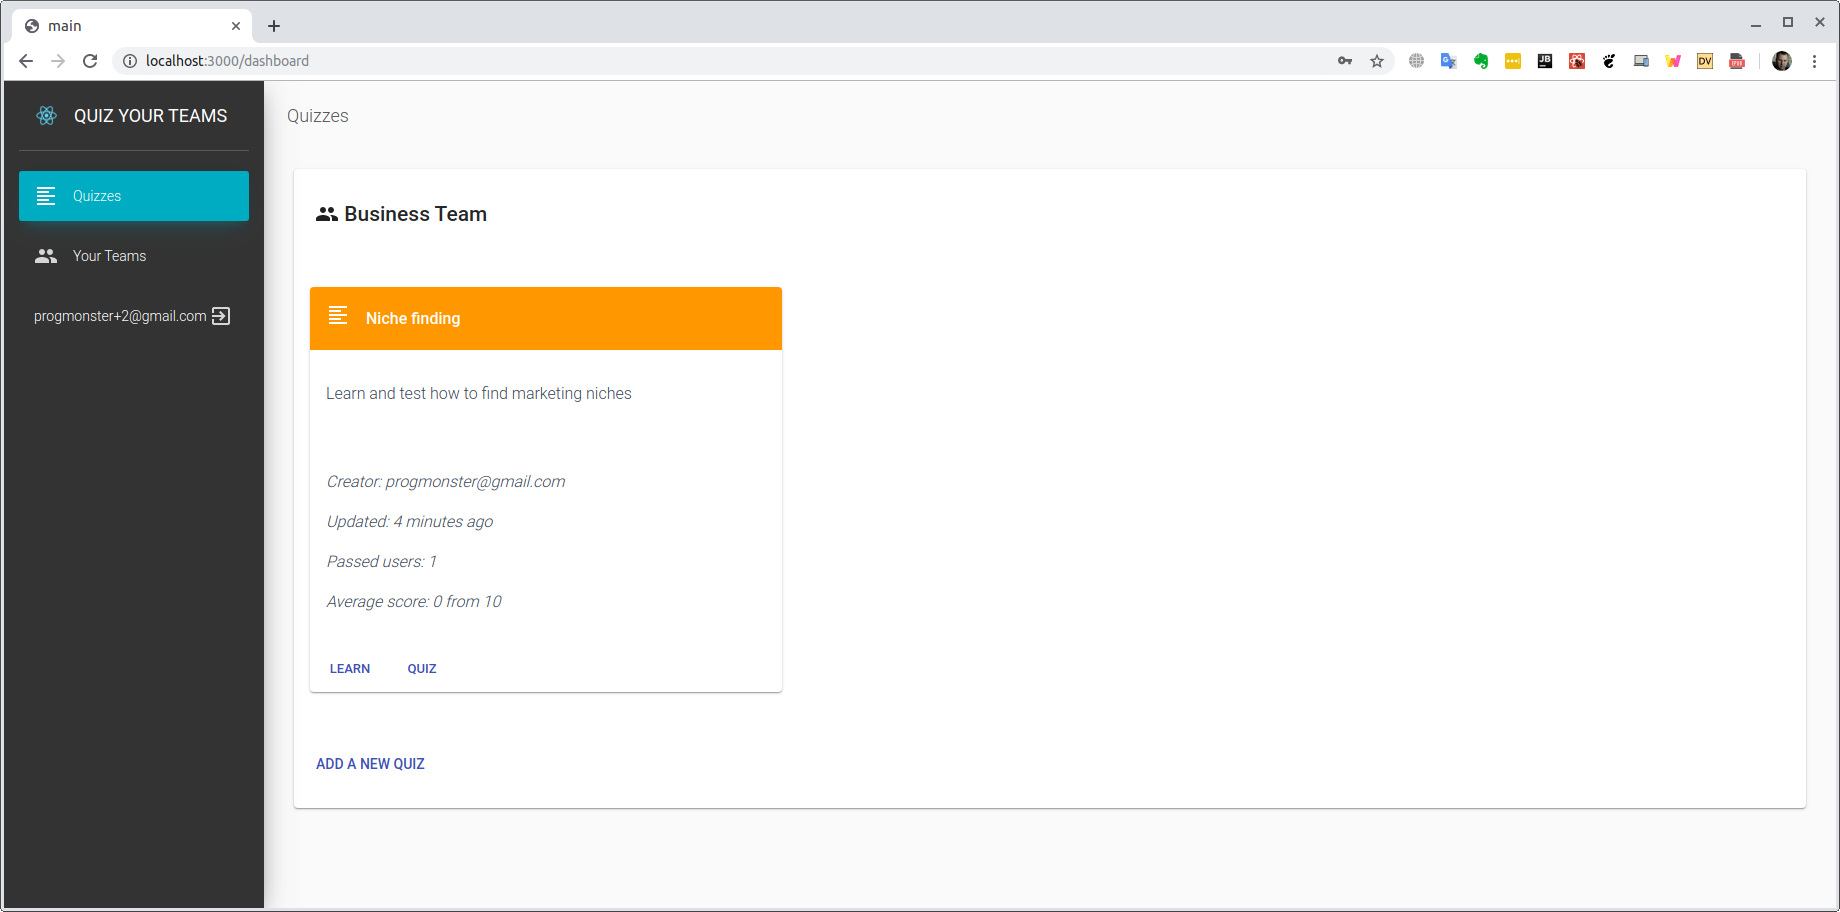 main
localhost:3000/dashboard
JB
DV
EPUB
QUIZ YOUR TEAMS
Quizzes
Your Teams
progmonster+2@gmail.com
Quizzes
Business Team
Niche finding
Learn and test how to find marketing niches
Creator: progmonster@gmail.com
Updated: 4 minutes ago
Passed users: 1
Average score: 0 from 10
LEARN
QUIZ
ADD A NEW QUIZ